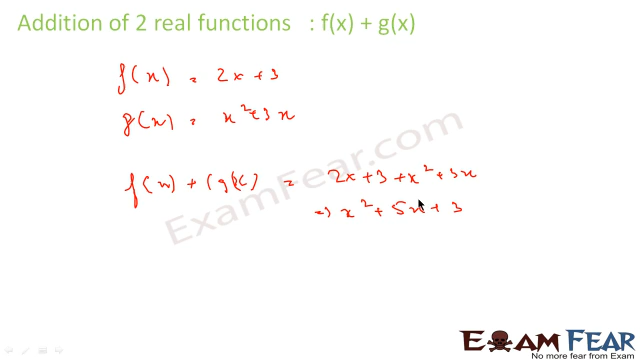 Addition of 2 real functions : f(x) + g(x)
f(x) = 2x + 3
g(x) = x² + 3x
f(x) + (g(x) = 2x + 3 + x² + 3x
=> x² + 5x + 3
ExamFear.com
EXAM FEAR
No more fear from Exam